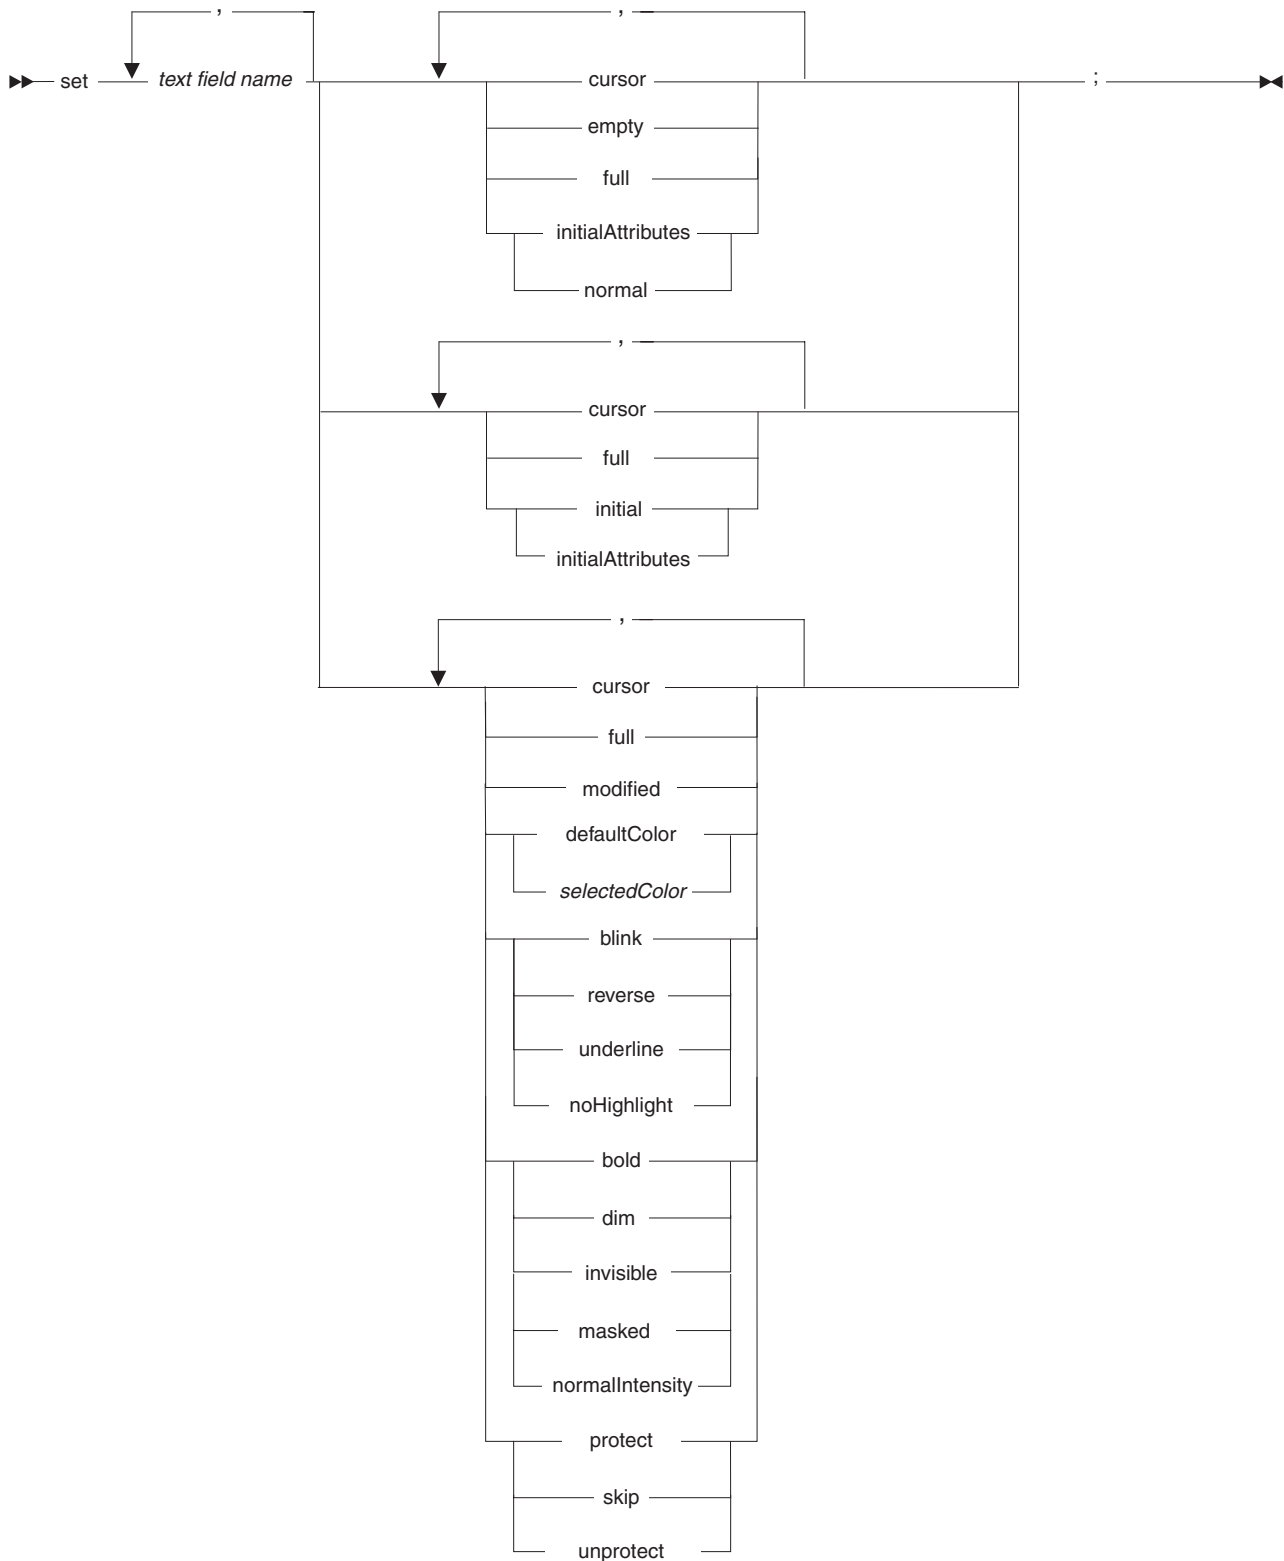 , ,
set text field name cursor ;
empty
full
initialAttributes
normal
,
cursor
full
initial
initialAttributes
,
cursor
full
modified
defaultColor
selectedColor
blink
reverse
underline
noHighlight
bold
dim
invisible
masked
normalIntensity
protect
skip
unprotect